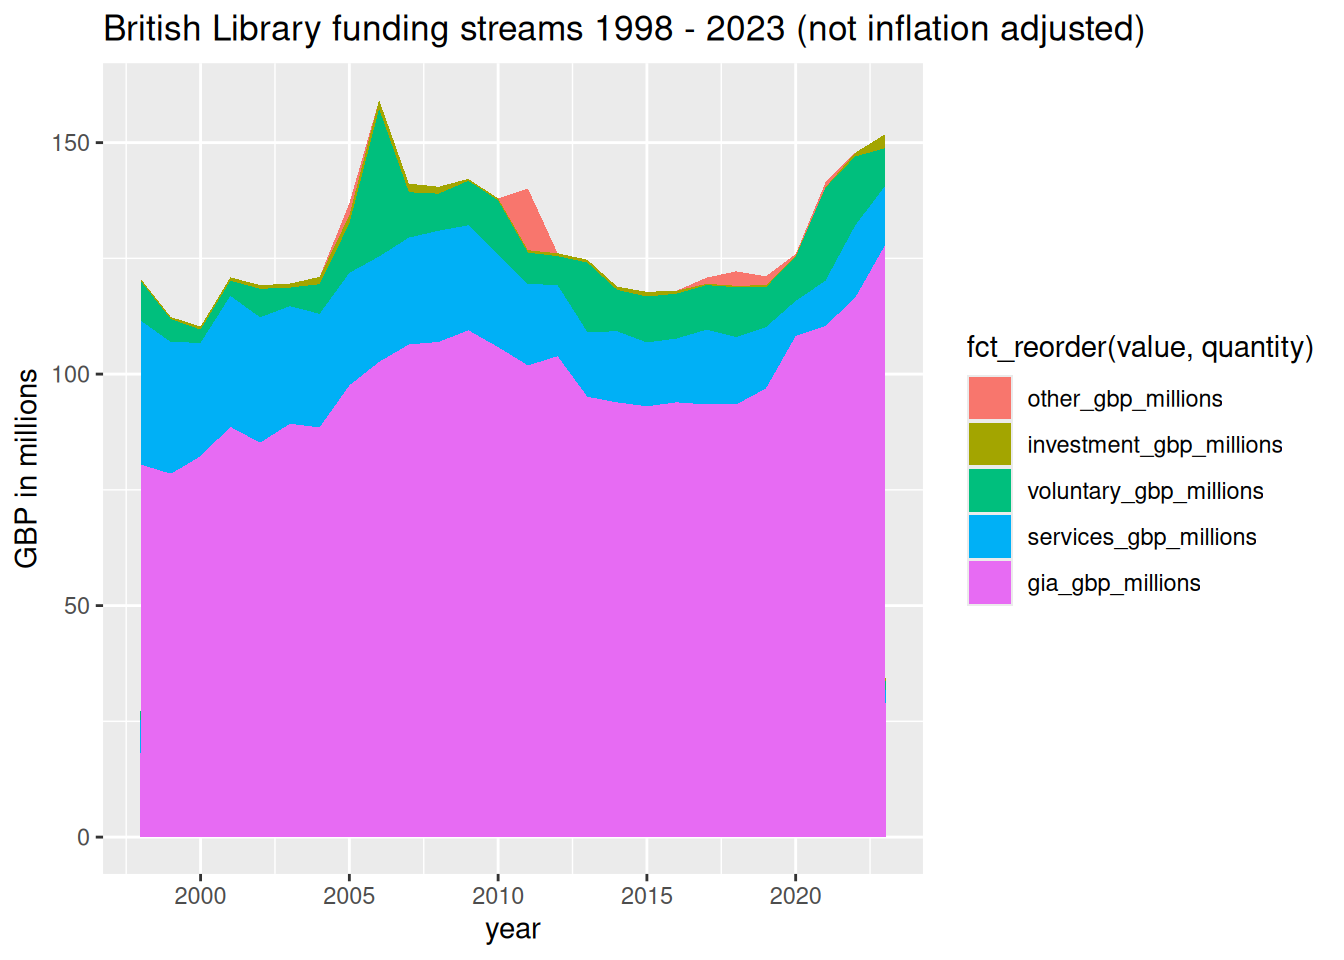 British Library funding streams 1998 - 2023 (not inflation adjusted)
150
100
50
0
GBP in millions
2000 2005 2010 2015 2020
year
fct_reorder(value, quantity)
other_gbp_millions
investment_gbp_millions
voluntary_gbp_millions
services_gbp_millions
gia_gbp_millions